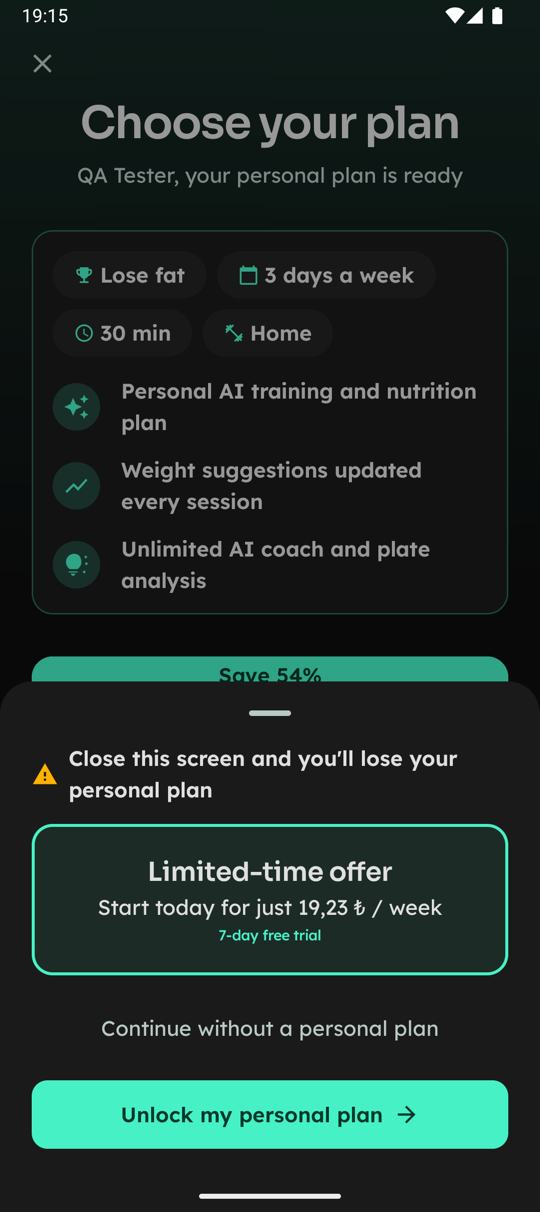 19:15
Choose your plan
QA Tester, your personal plan is ready
Lose fat
3 days a week
30 min
Home
Personal AI training and nutrition
plan
Weight suggestions updated
every session
Unlimited AI coach and plate
analysis
Save 54%
Close this screen and you'll lose your
personal plan
Limited-time offer
Start today for just 19,23 ₺ / week
7-day free trial
Continue without a personal plan
Unlock my personal plan →